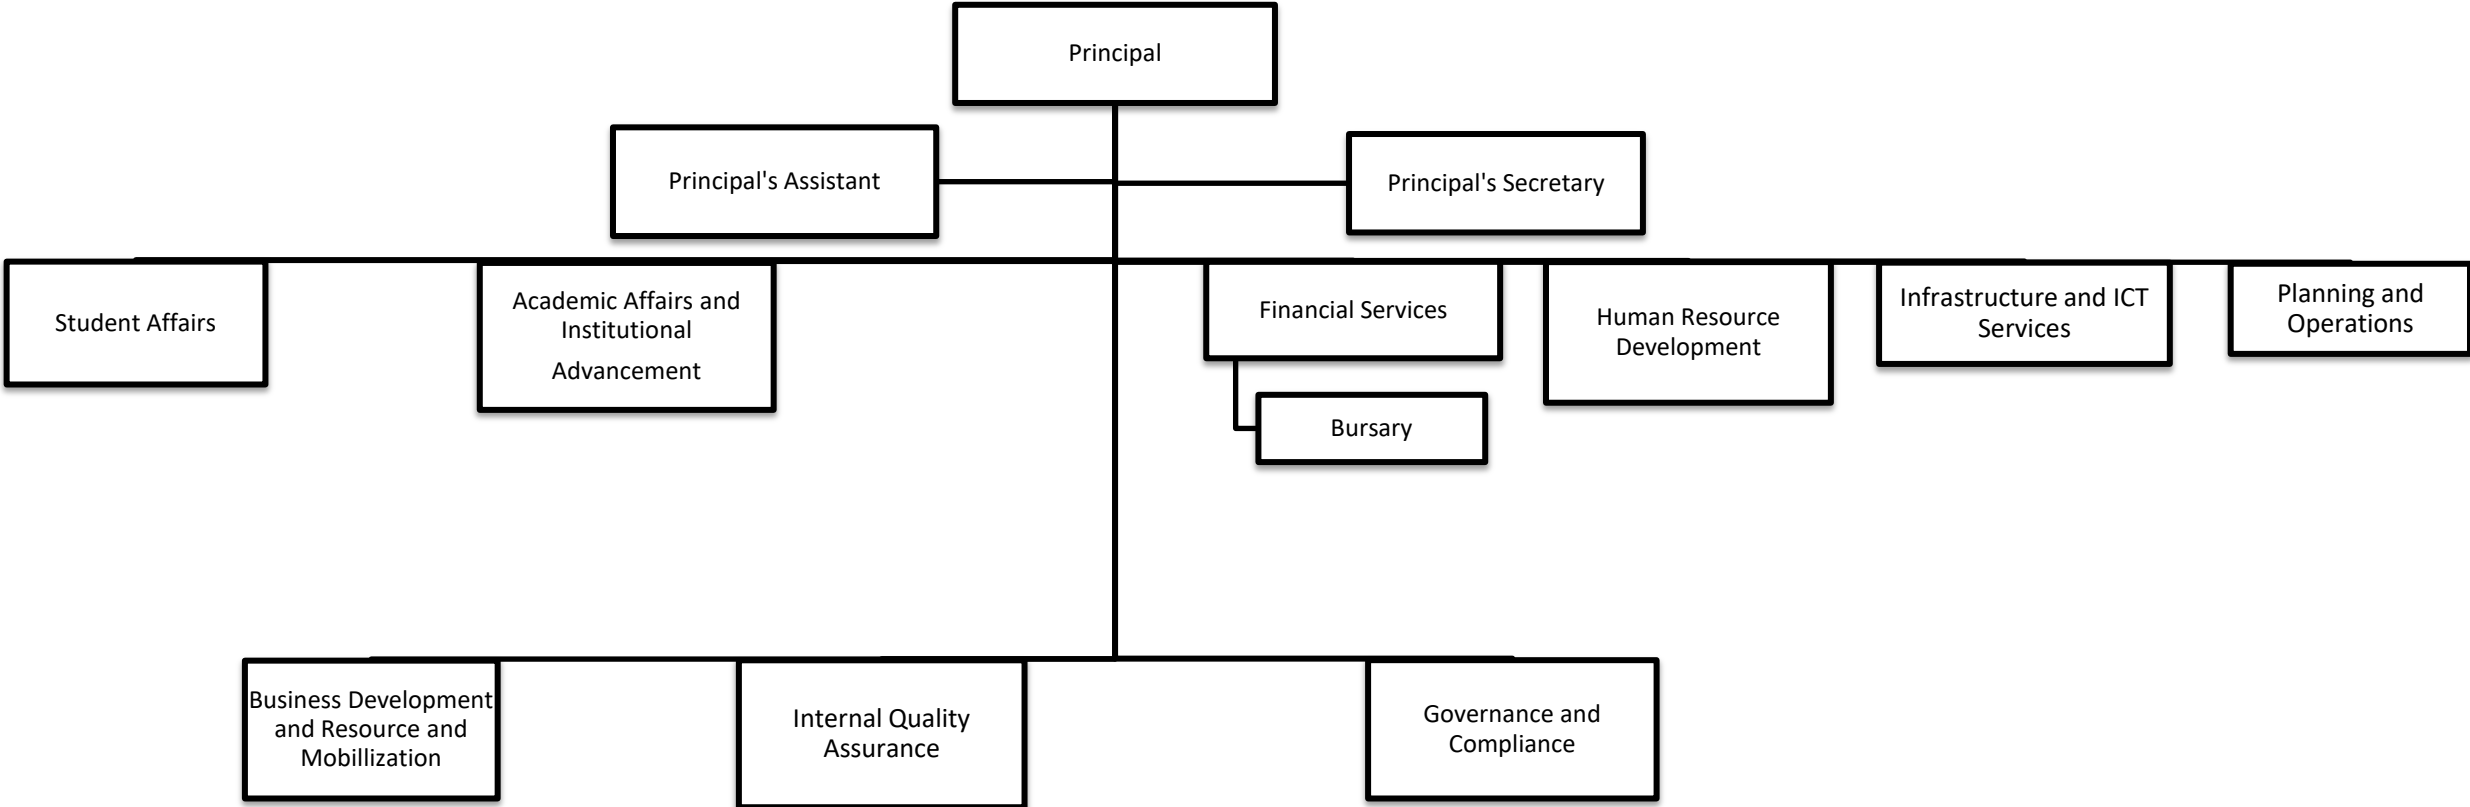 Principal
Principal's Assistant
Principal's Secretary
Student Affairs
Academic Affairs and
Institutional
Advancement
Financial Services
Human Resource
Development
Infrastructure and ICT
Services
Planning and
Operations
Bursary
Business Development
and Resource and
Mobillization
Internal Quality
Assurance
Governance and
Compliance